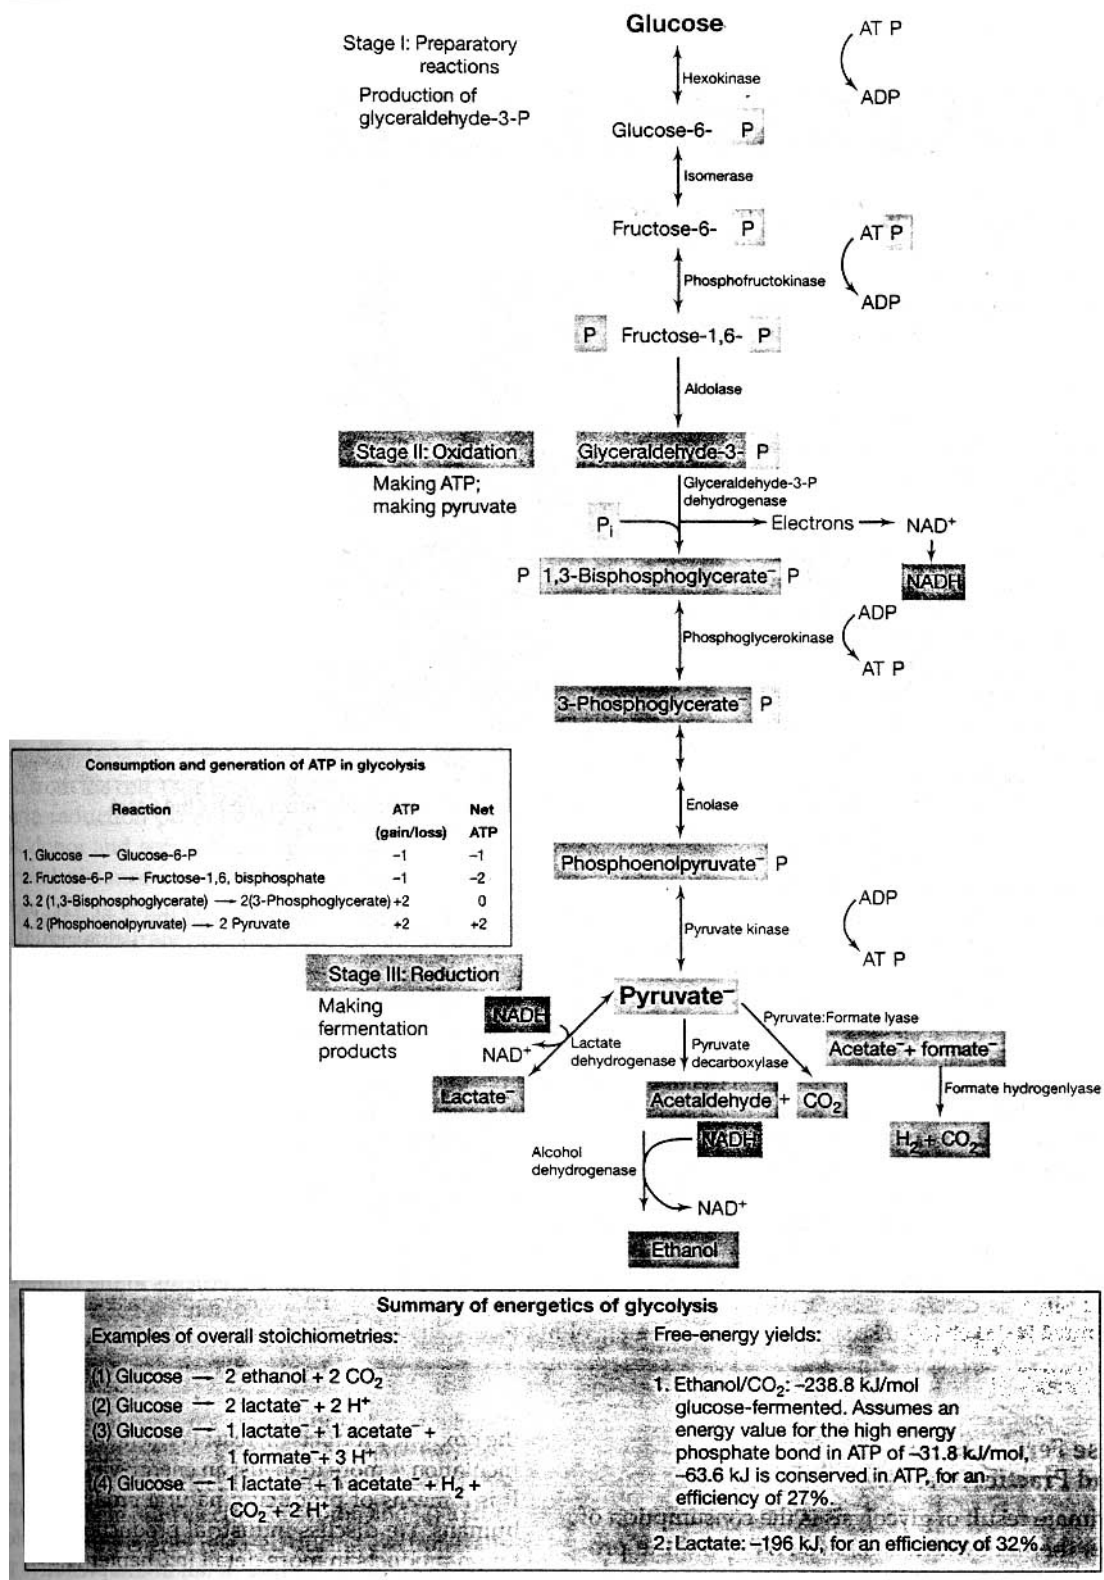 Glucose
Stage I: Preparatory
reactions
Production of
glyceraldehyde-3-P
AT P
ADP
Hexokinase
Glucose-6- P
Isomerase
Fructose-6- P
AT P
ADP
Phosphofructokinase
P Fructose-1,6- P
Aldolase
Stage II: Oxidation
Making ATP;
making pyruvate
Glyceraldehyde-3- P
Glyceraldehyde-3-P
dehydrogenase
Pi
Electrons
NAD⁺
NADH
P 1,3-Bisphosphoglycerate⁻ P
Phosphoglycerokinase
ADP
AT P
3-Phosphoglycerate⁻ P
Enolase
Phosphoenolpyruvate⁻ P
Pyruvate kinase
ADP
AT P
Consumption and generation of ATP in glycolysis
Reaction ATP Net
(gain/loss) ATP
1. Glucose → Glucose-6-P –1 –1
2. Fructose-6-P → Fructose-1,6, bisphosphate –1 –2
3. 2 (1,3-Bisphosphoglycerate) → 2(3-Phosphoglycerate) +2 0
4. 2 (Phosphoenolpyruvate) → 2 Pyruvate +2 +2
Stage III: Reduction
Making
fermentation
products
Pyruvate⁻
NADH
NAD⁺
Lactate
dehydrogenase
Lactate⁻
Pyruvate
decarboxylase
Acetaldehyde + CO₂
Pyruvate:Formate lyase
Acetate⁻ + formate⁻
Formate hydrogenlyase
H₂ + CO₂
Alcohol
dehydrogenase
NADH
NAD⁺
Ethanol
Summary of energetics of glycolysis
Examples of overall stoichiometries:
(1) Glucose → 2 ethanol + 2 CO₂
(2) Glucose → 2 lactate⁻ + 2 H⁺
(3) Glucose → 1 lactate⁻ + 1 acetate⁻ +
1 formate⁻ + 3 H⁺
(4) Glucose → 1 lactate⁻ + 1 acetate⁻ + H₂ +
CO₂ + 2 H⁺
Free-energy yields:
1. Ethanol/CO₂: –238.8 kJ/mol
glucose-fermented. Assumes an
energy value for the high energy
phosphate bond in ATP of –31.8 kJ/mol,
–63.6 kJ is conserved in ATP, for an
efficiency of 27%.
2. Lactate: –196 kJ, for an efficiency of 32%.